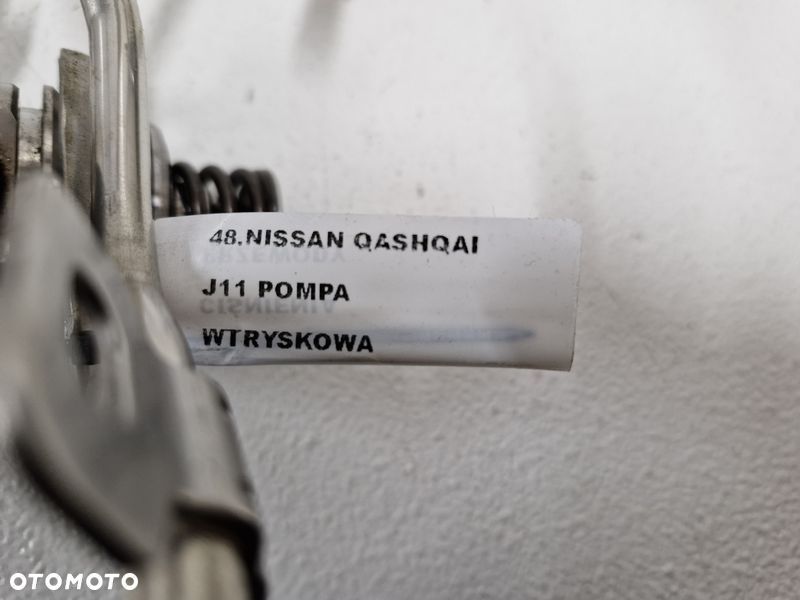 48.NISSAN QASHQAI
J11 POMPA
WTRYSKOWA
OTOMOTO